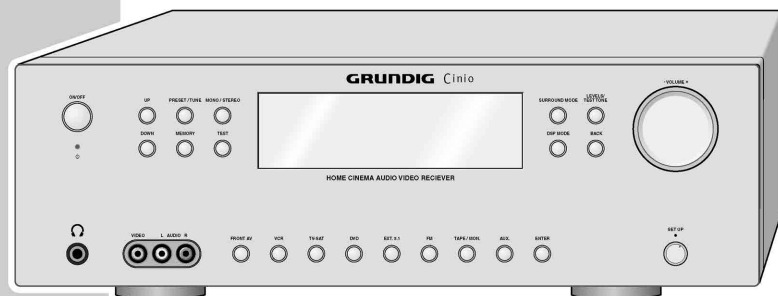 GRUNDIG Cinio
-VOLUME +
ON/OFF
UP PRESET/TUNE MONO/STEREO
SURROUND MODE LEVELS/
TEST TONE
DOWN MEMORY TEST
DSP MODE BACK
HOME CINEMA AUDIO VIDEO RECIEVER
VIDEO L AUDIO R
FRONT AV VCR TV-SAT DVD EXT. 5.1 FM TAPE/MON. AUX. ENTER
SET UP